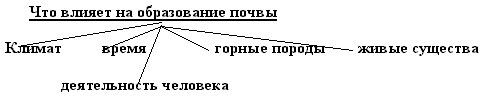 Что влияет на образование почвы
Климат время горные породы живые существа
деятельность человека